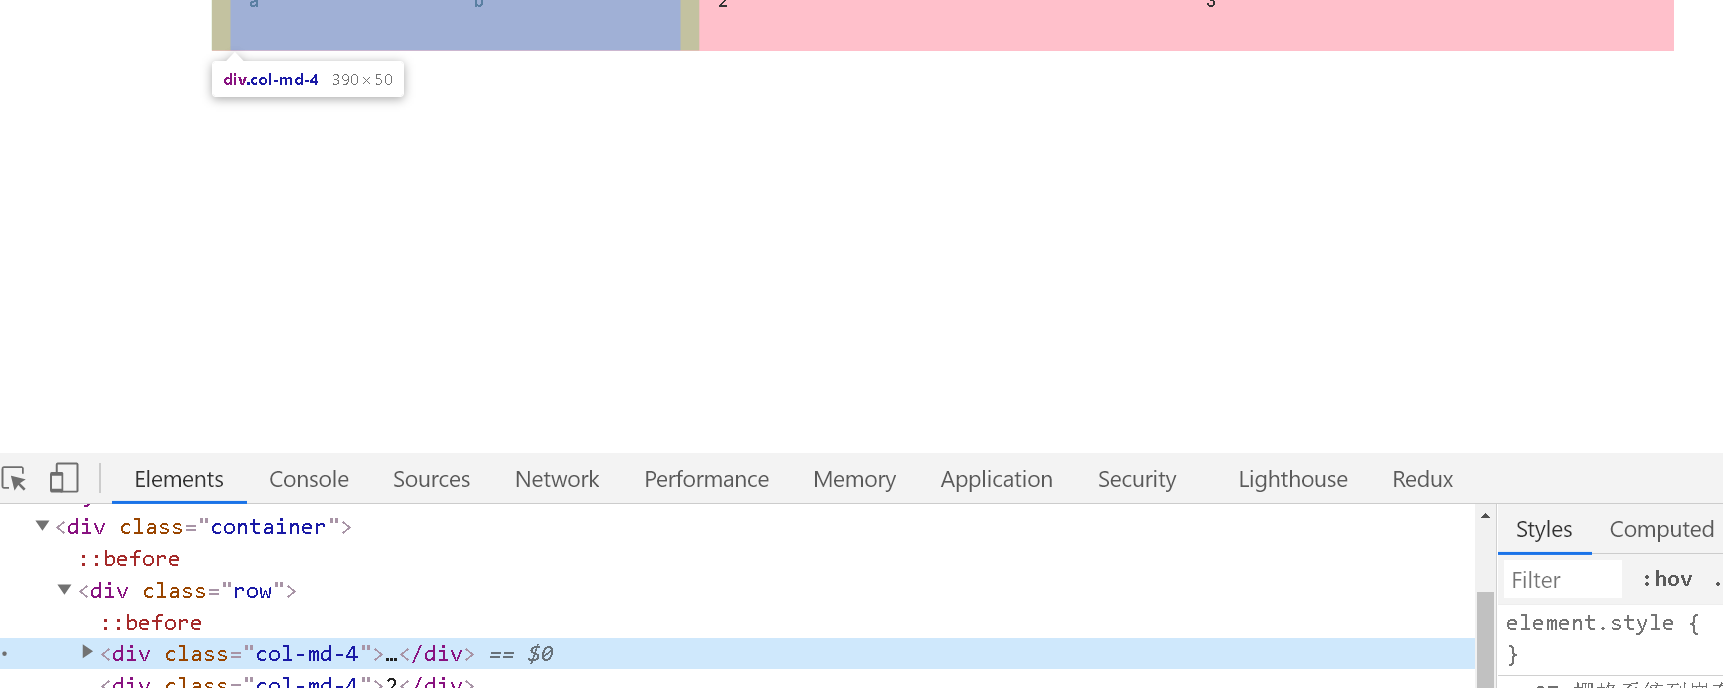 a b 2 3
div.col-md-4 390 × 50
Elements Console Sources Network Performance Memory Application Security Lighthouse Redux
<div class="container">
::before
<div class="row">
::before
<div class="col-md-4">…</div> == $0
<div class="col-md-4">2</div>
Styles Computed
Filter :hov .
element.style {
}